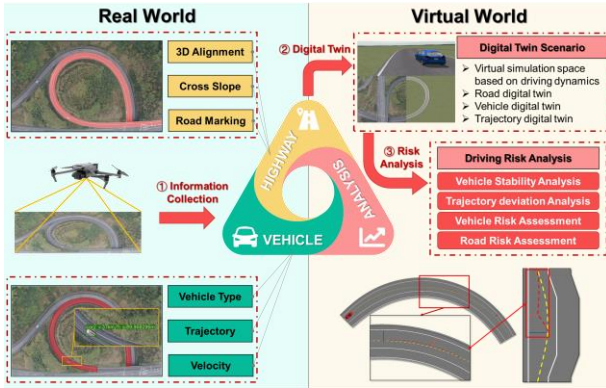 Real World
Virtual World
3D Alignment
Cross Slope
Road Marking
② Digital Twin
Digital Twin Scenario
➢ Virtual simulation space
based on driving dynamics
➢ Road digital twin
➢ Vehicle digital twin
➢ Trajectory digital twin
① Information
Collection
HIGHWAY
ANALYSIS
VEHICLE
③ Risk
Analysis
Driving Risk Analysis
Vehicle Stability Analysis
Trajectory deviation Analysis
Vehicle Risk Assessment
Road Risk Assessment
Vehicle Type
Trajectory
Velocity